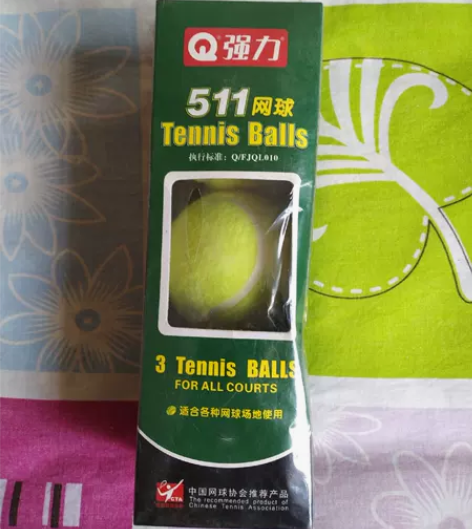 Q 强力
511网球
Tennis Balls
执行标准：Q/FJQL010
3 Tennis BALLS
FOR ALL COURTS
适合各种网球场地使用
中国网球协会推荐产品
The recommended product of
Chinese Tennis Association